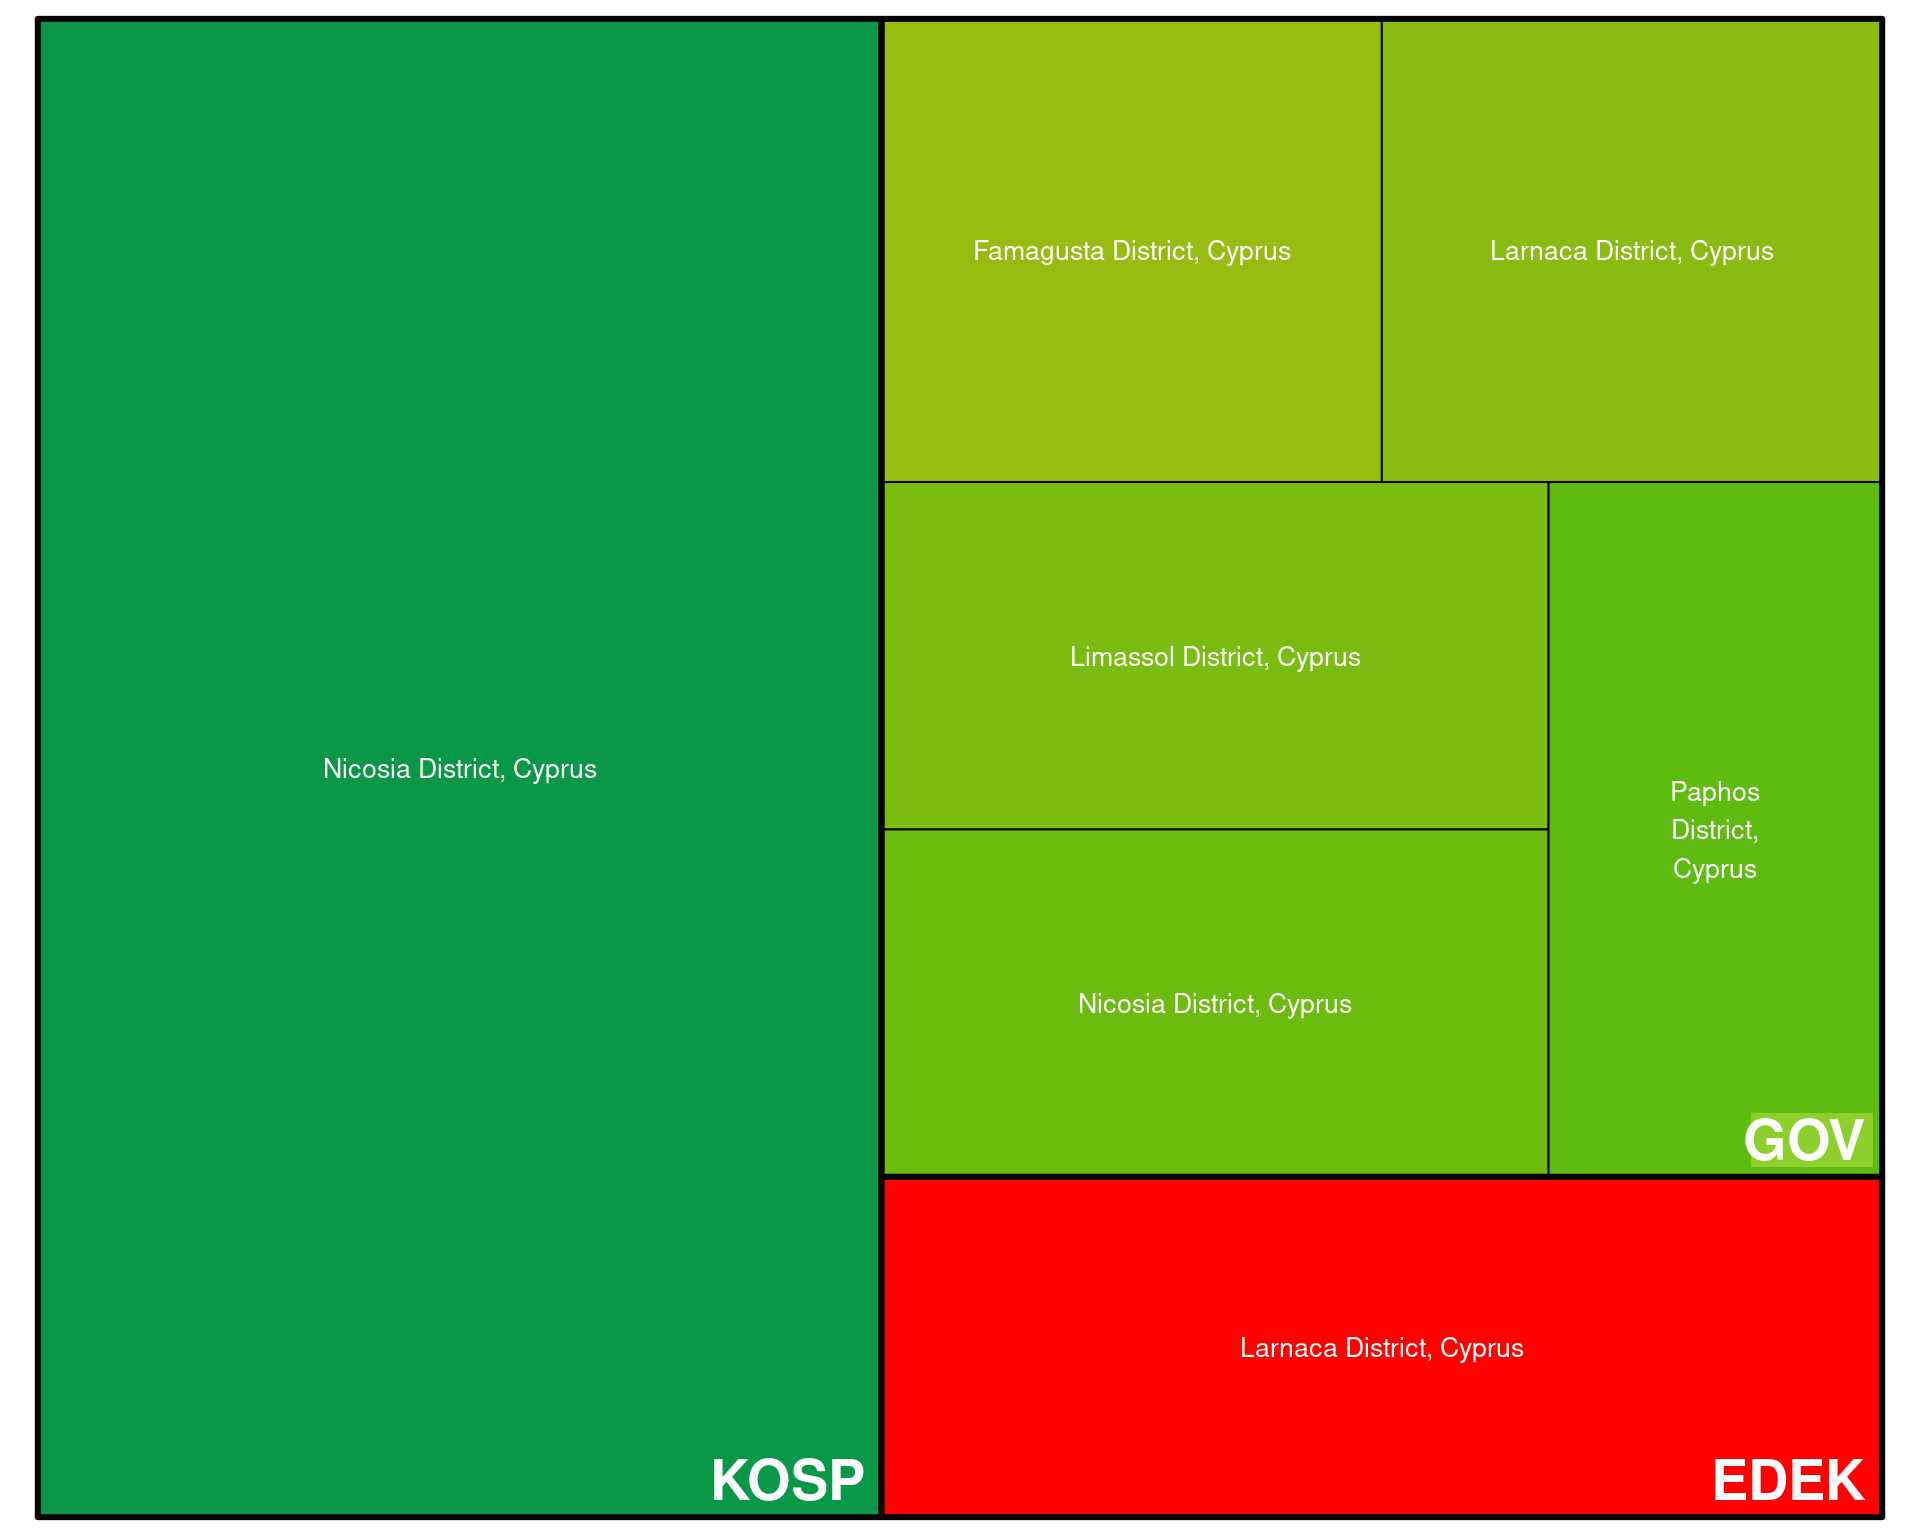 Nicosia District, Cyprus
KOSP
Famagusta District, Cyprus
Larnaca District, Cyprus
Limassol District, Cyprus
Nicosia District, Cyprus
Paphos
District,
Cyprus
GOV
Larnaca District, Cyprus
EDEK